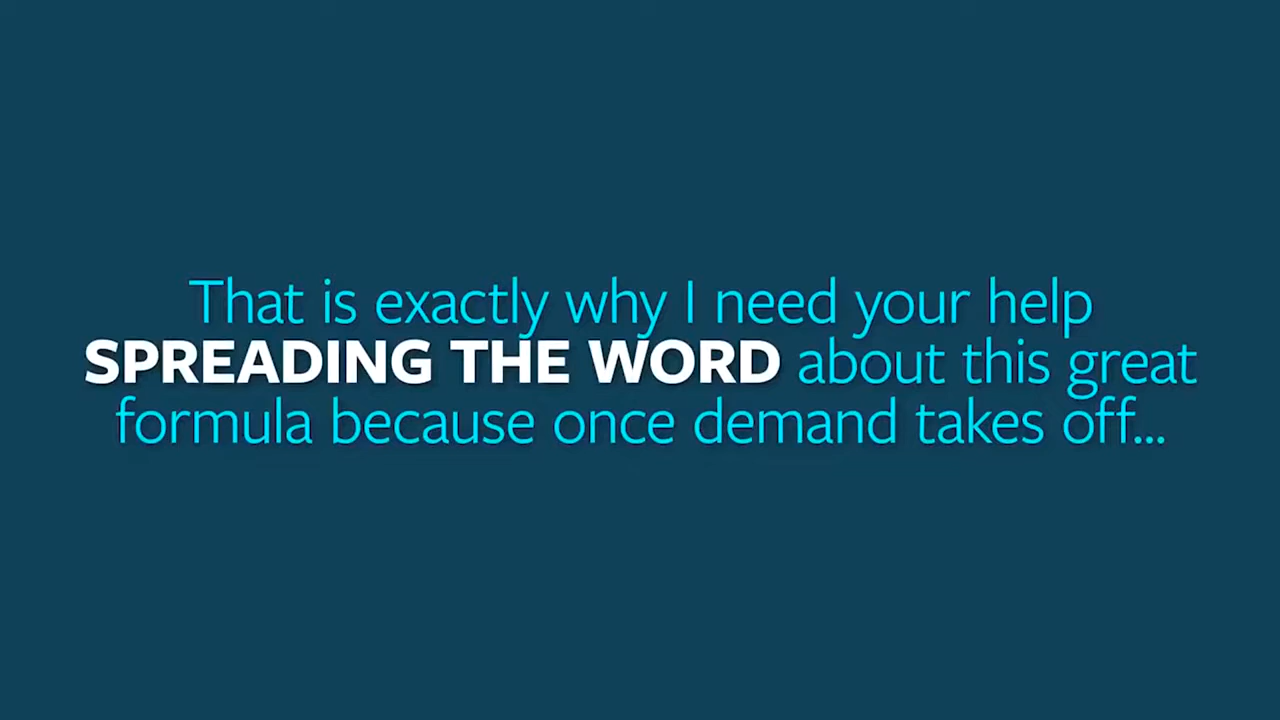 That is exactly why I need your help
SPREADING THE WORD about this great
formula because once demand takes off...